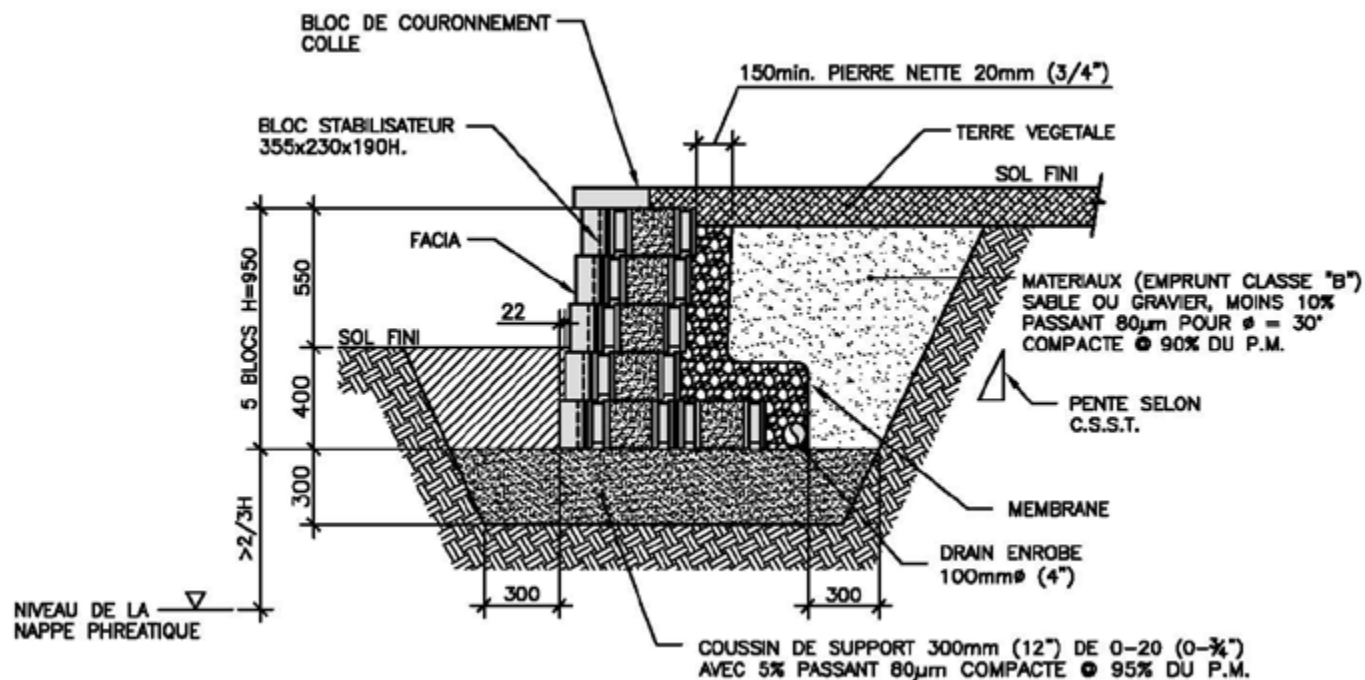 BLOC DE COURONNEMENT
COLLE
150min. PIERRE NETTE 20mm (3/4")
BLOC STABILISATEUR
355x230x190H.
TERRE VEGETALE
SOL FINI
FACIA
5 BLOCS H=950
550
MATERIAUX (EMPRUNT CLASSE "B")
SABLE OU GRAVIER, MOINS 10%
PASSANT 80µm POUR ø = 30°
COMPACTE @ 90% DU P.M.
22
SOL FINI
400
PENTE SELON
C.S.S.T.
300
>2/3H
MEMBRANE
DRAIN ENROBE
100mmø (4")
300
300
NIVEAU DE LA
NAPPE PHREATIQUE
COUSSIN DE SUPPORT 300mm (12") DE 0-20 (0-¾")
AVEC 5% PASSANT 80µm COMPACTE @ 95% DU P.M.